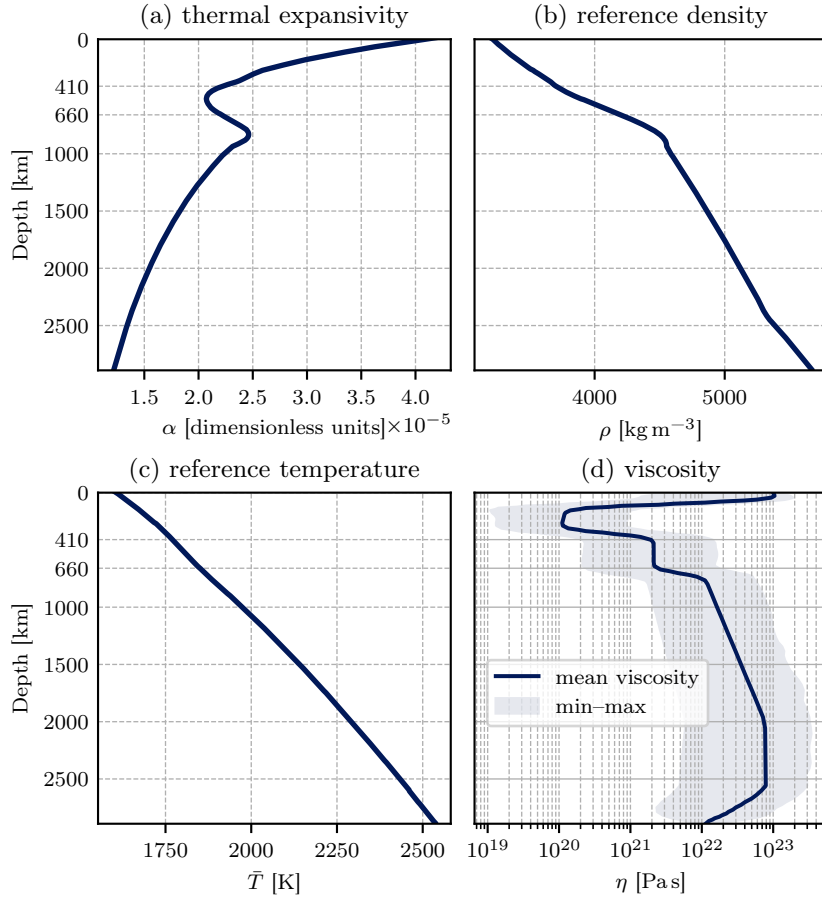 (a) thermal expansivity
(b) reference density
0
410
660
1000
1500
2000
2500
Depth [km]
1.5 2.0 2.5 3.0 3.5 4.0
α [dimensionless units]×10⁻⁵
4000 5000
ρ [kg m⁻³]
(c) reference temperature
(d) viscosity
0
410
660
1000
1500
2000
2500
Depth [km]
mean viscosity
min–max
1750 2000 2250 2500
T̄ [K]
10¹⁹ 10²⁰ 10²¹ 10²² 10²³
η [Pa s]